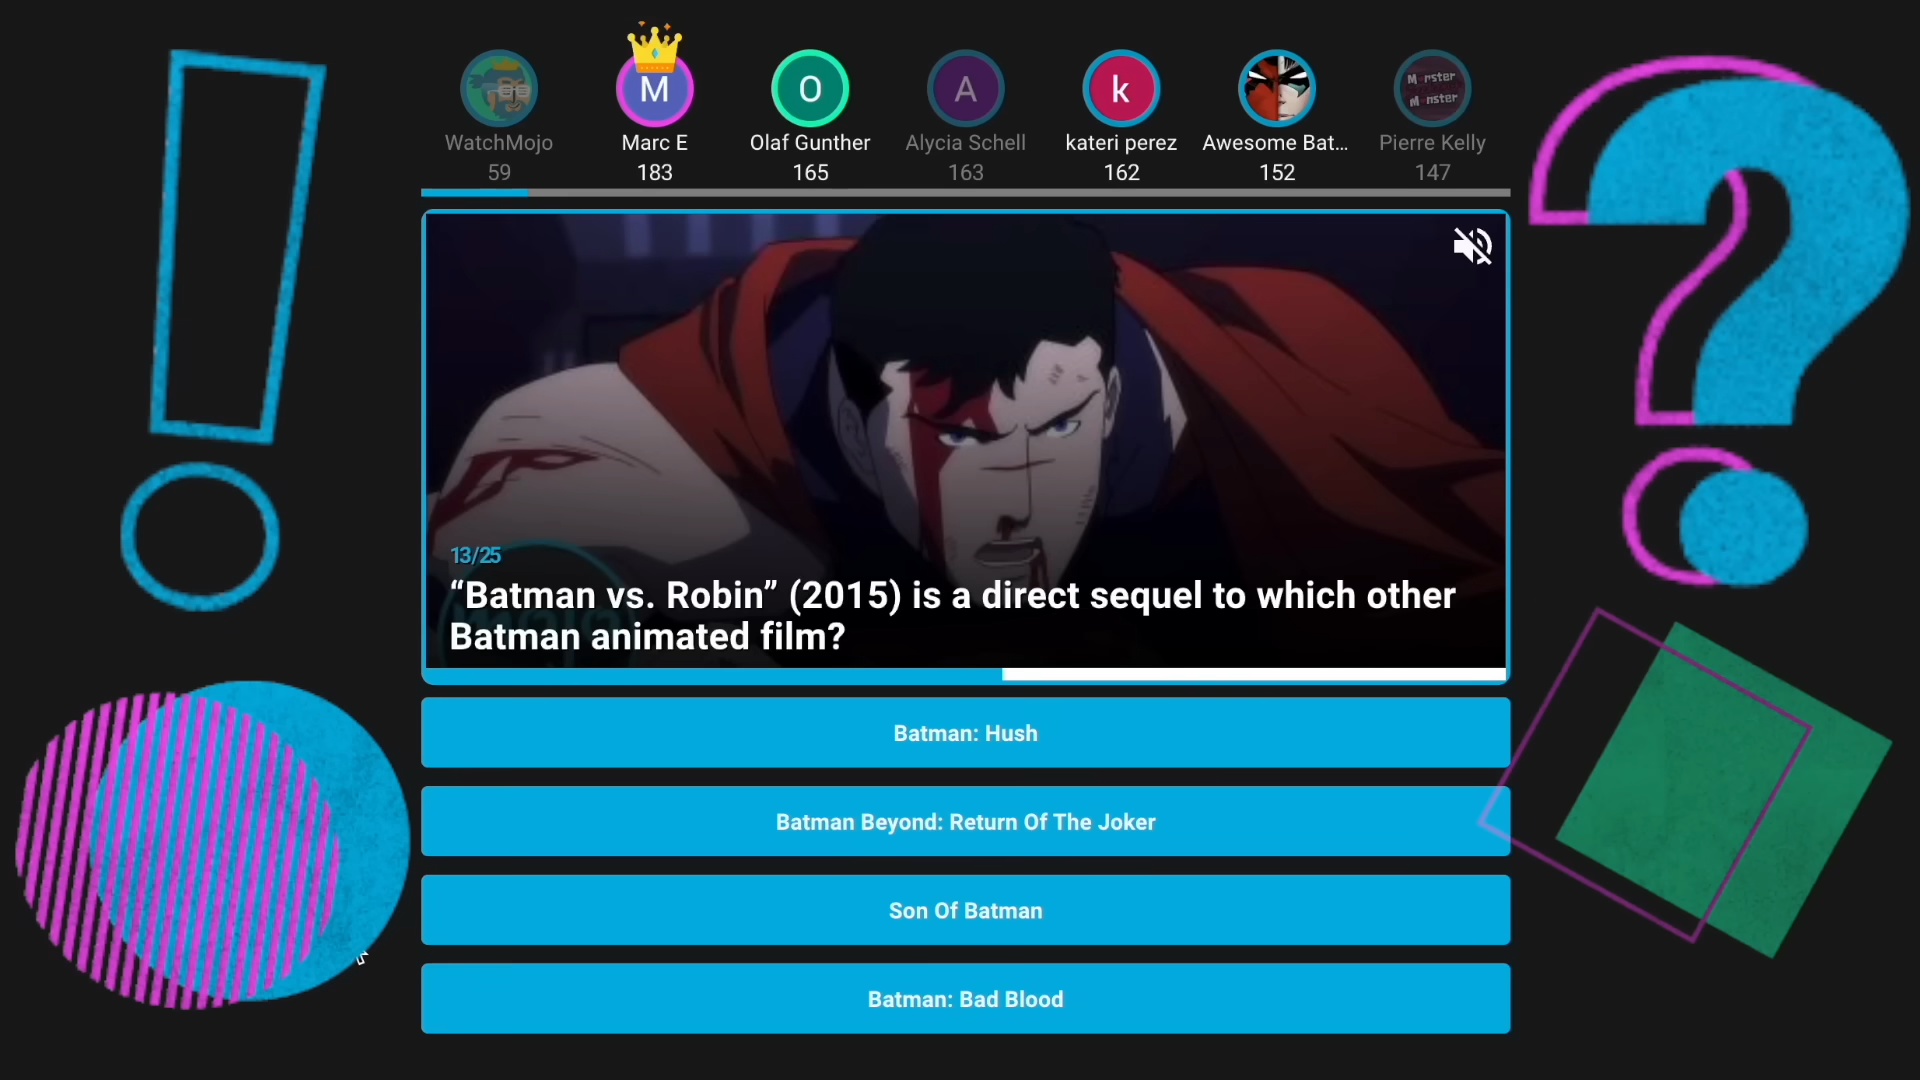 WatchMojo
59
M
Marc E
183
O
Olaf Gunther
165
A
Alycia Schell
163
k
kateri perez
162
Awesome Bat...
152
M nster
M nster
Pierre Kelly
147
13/25
“Batman vs. Robin” (2015) is a direct sequel to which other
Batman animated film?
Batman: Hush
Batman Beyond: Return Of The Joker
Son Of Batman
Batman: Bad Blood